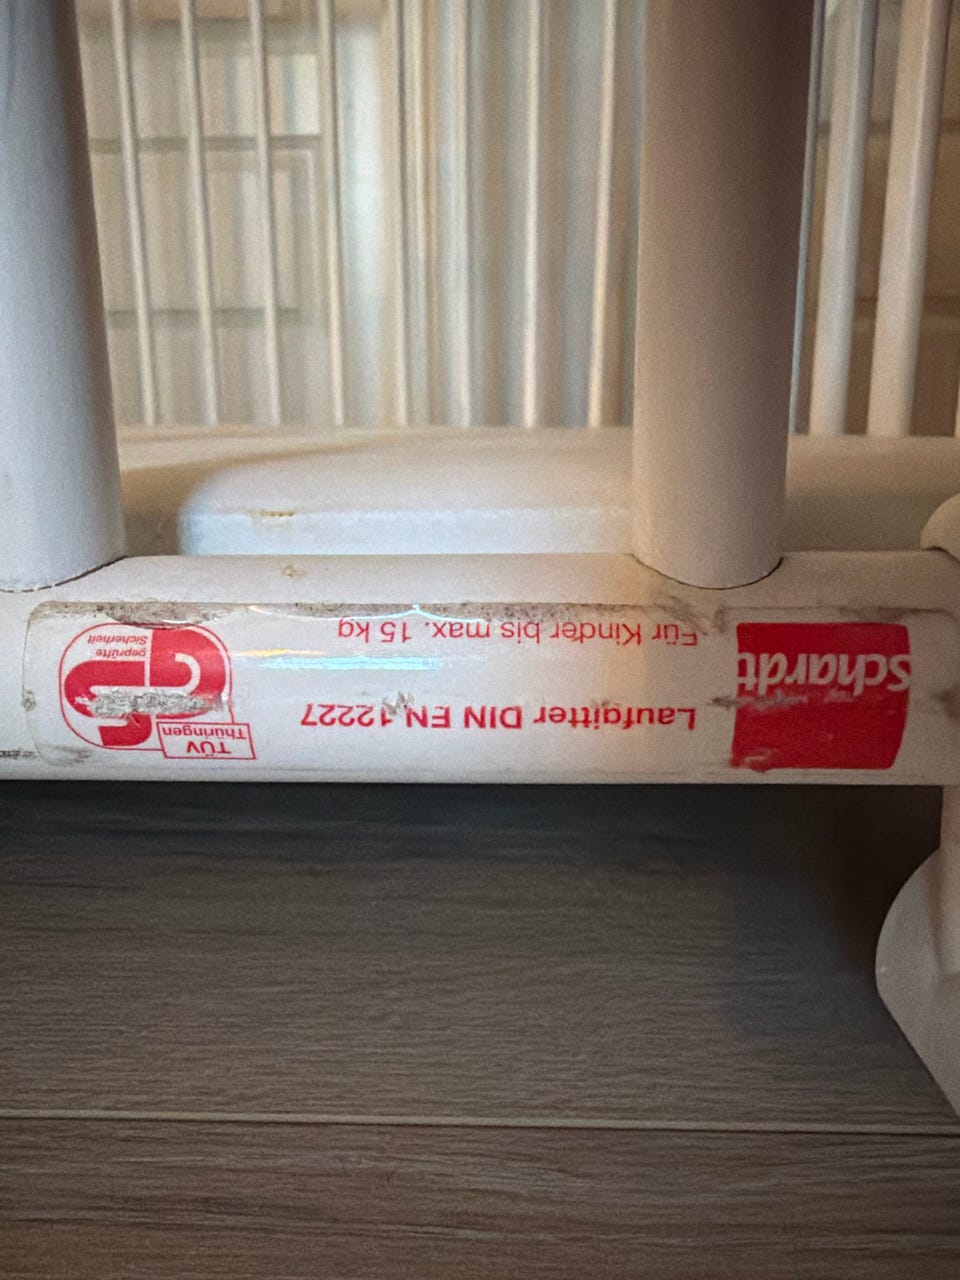 Schardt
Laufgitter DIN EN 12227
Für Kinder bis max. 15 kg
TÜV
Thüringen
geprüfte
Sicherheit